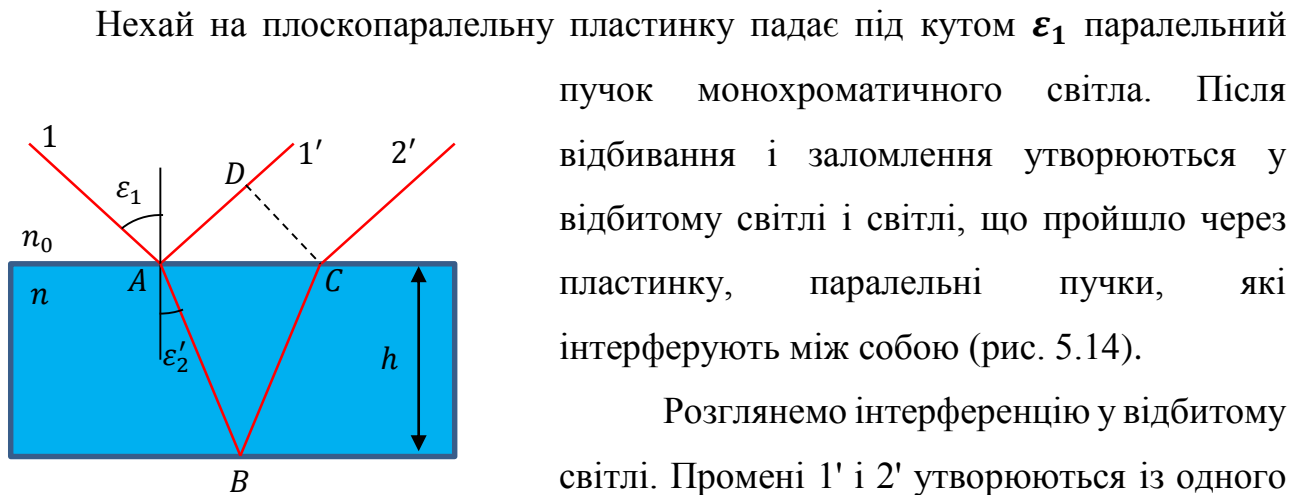 Нехай на плоскопаралельну пластинку падає під кутом ε₁ паралельний
пучок монохроматичного світла. Після
відбивання і заломлення утворюються у
відбитому світлі і світлі, що пройшло через
пластинку, паралельні пучки, які
інтерферують між собою (рис. 5.14).
Розглянемо інтерференцію у відбитому
світлі. Промені 1' і 2' утворюються із одного
1
1′
2′
D
ε₁
n₀
A
C
n
ε₂′
h
B